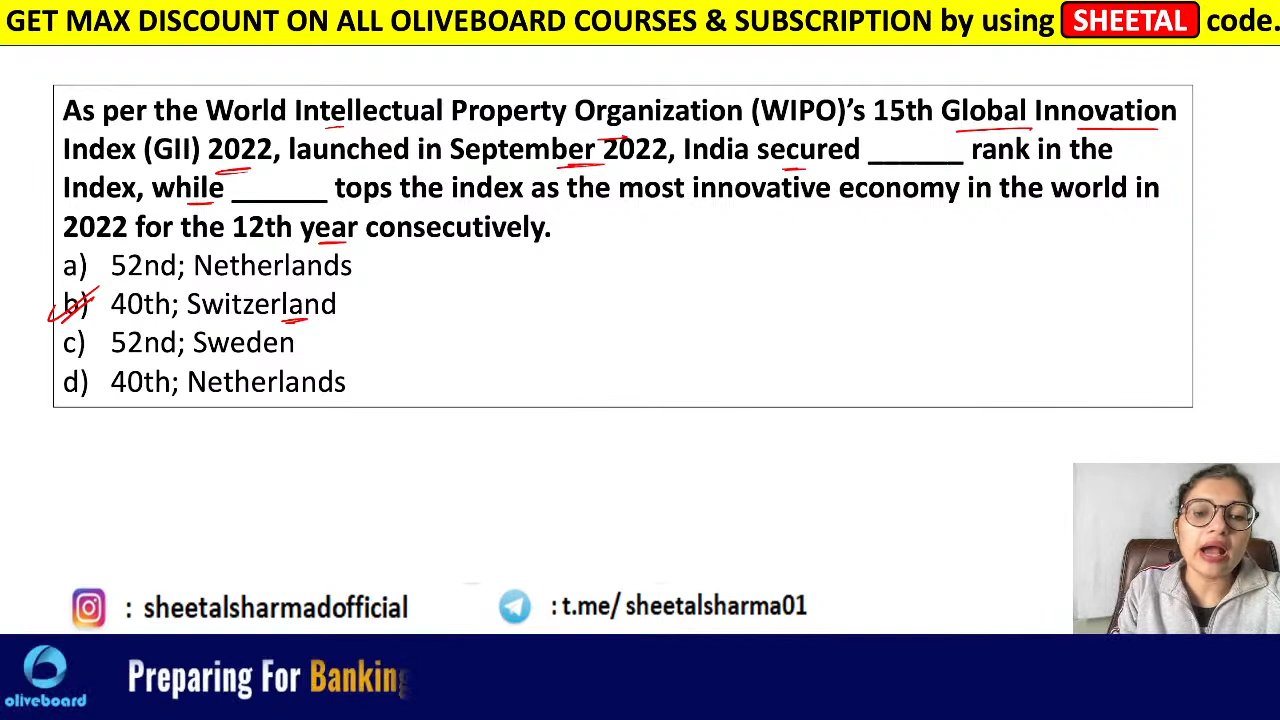 GET MAX DISCOUNT ON ALL OLIVEBOARD COURSES & SUBSCRIPTION by using SHEETAL code.
As per the World Intellectual Property Organization (WIPO)’s 15th Global Innovation
Index (GII) 2022, launched in September 2022, India secured ______ rank in the
Index, while ______ tops the index as the most innovative economy in the world in
2022 for the 12th year consecutively.
a) 52nd; Netherlands
b) 40th; Switzerland
c) 52nd; Sweden
d) 40th; Netherlands
: sheetalsharmadofficial
: t.me/ sheetalsharma01
Preparing For Banking
oliveboard